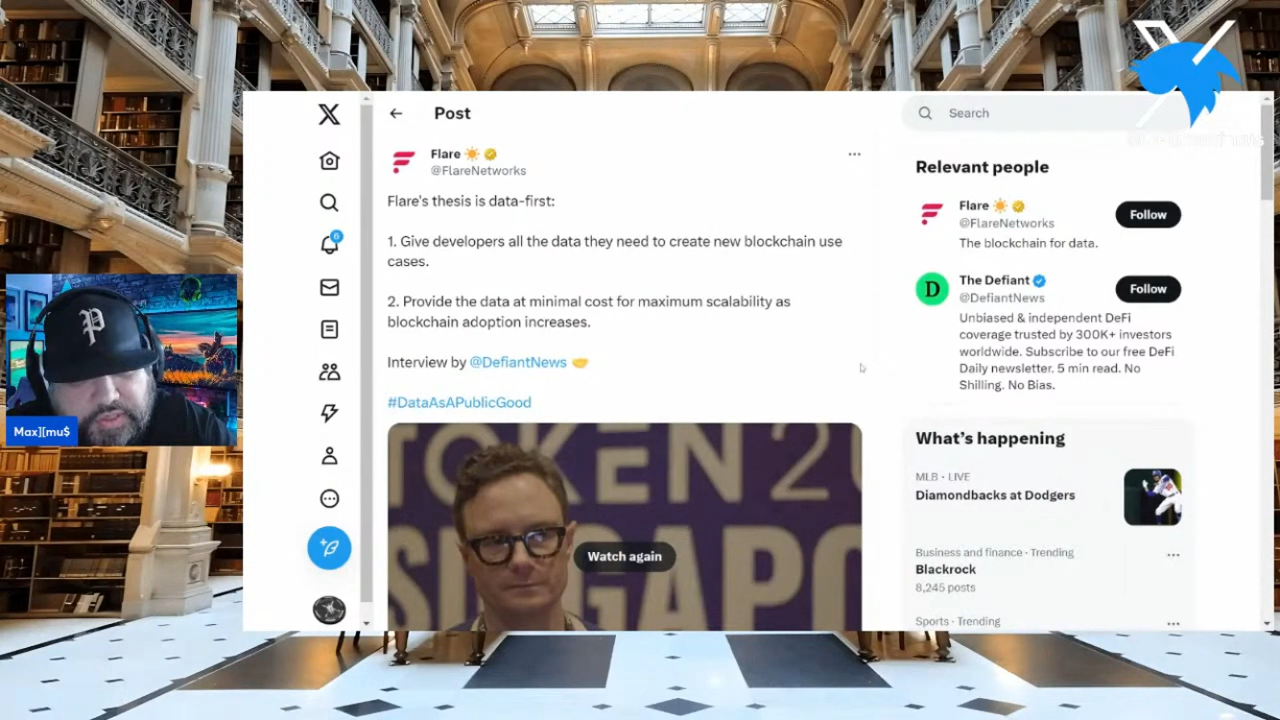 Post
Search
Flare
@FlareNetworks
Flare's thesis is data-first:
1. Give developers all the data they need to create new blockchain use
cases.
2. Provide the data at minimal cost for maximum scalability as
blockchain adoption increases.
Interview by @DefiantNews
#DataAsAPublicGood
TOKEN2
SINGAPO
Watch again
Relevant people
Flare
@FlareNetworks
Follow
The blockchain for data.
D
The Defiant
@DefiantNews
Follow
Unbiased & independent DeFi
coverage trusted by 300K+ investors
worldwide. Subscribe to our free DeFi
Daily newsletter. 5 min read. No
Shilling. No Bias.
What's happening
MLB · LIVE
Diamondbacks at Dodgers
Business and finance · Trending
Blackrock
8,245 posts
Sports · Trending
6
P
Max][mu$